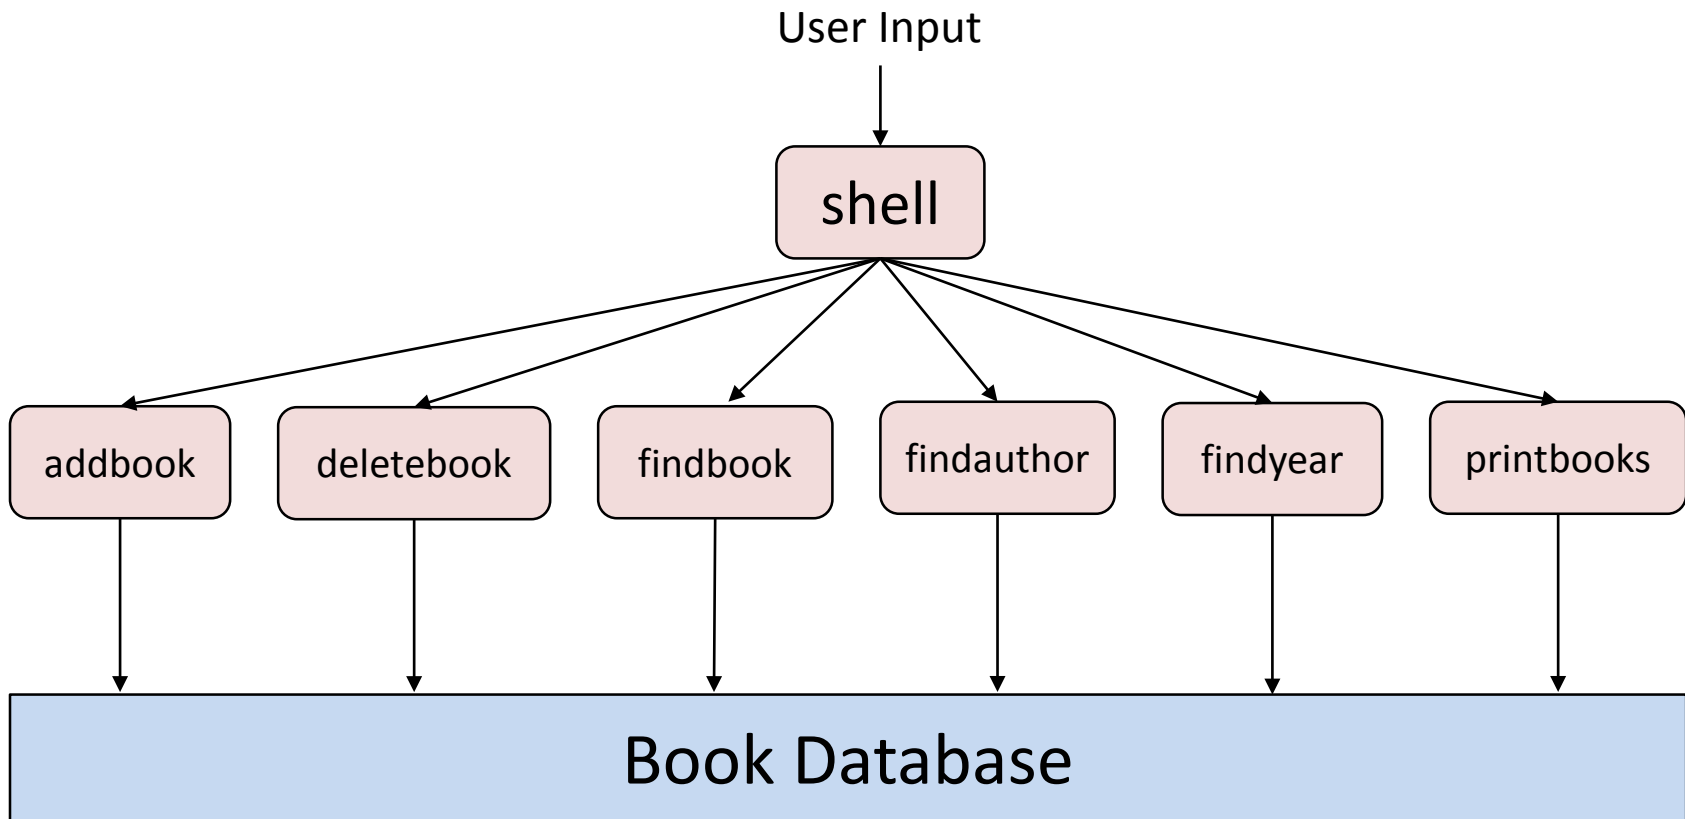 User Input
shell
addbook
deletebook
findbook
findauthor
findyear
printbooks
Book Database